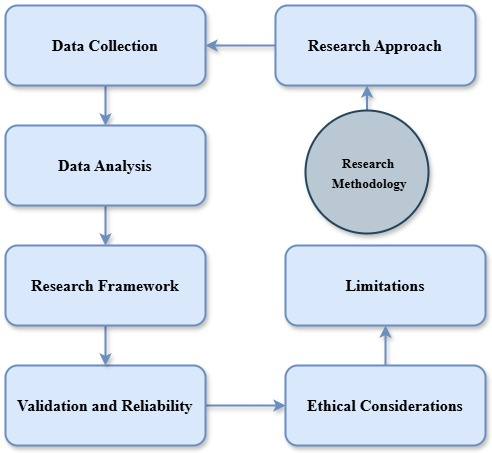 Data Collection
Research Approach
Data Analysis
Research
Methodology
Research Framework
Limitations
Validation and Reliability
Ethical Considerations